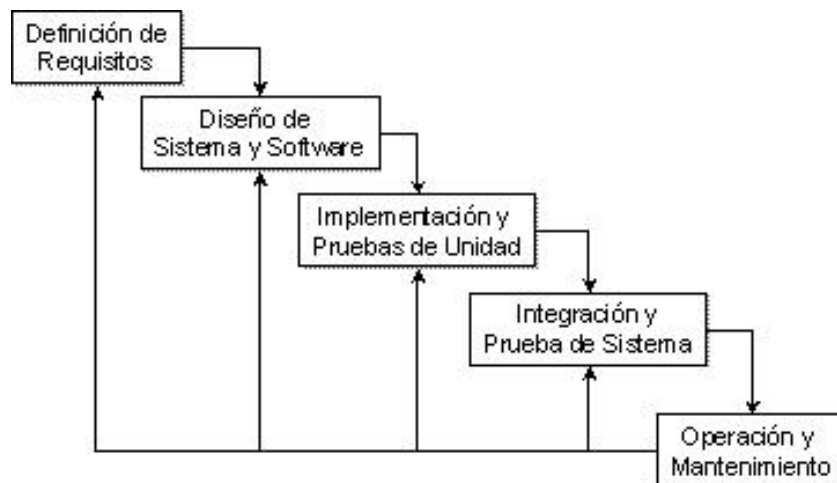 Definición de
Requisitos
Diseño de
Sistema y Software
Implementación y
Pruebas de Unidad
Integración y
Prueba de Sistema
Operación y
Mantenimiento